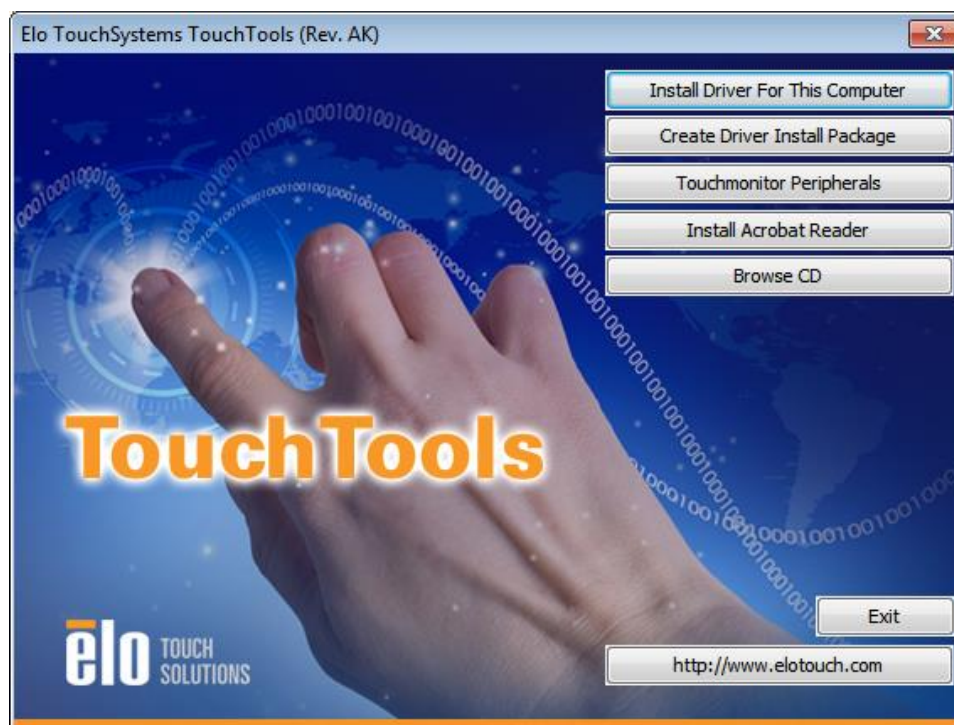 Elo TouchSystems TouchTools (Rev. AK)
Install Driver For This Computer
Create Driver Install Package
Touchmonitor Peripherals
Install Acrobat Reader
Browse CD
TouchTools
Exit
elo TOUCH
SOLUTIONS
http://www.elotouch.com